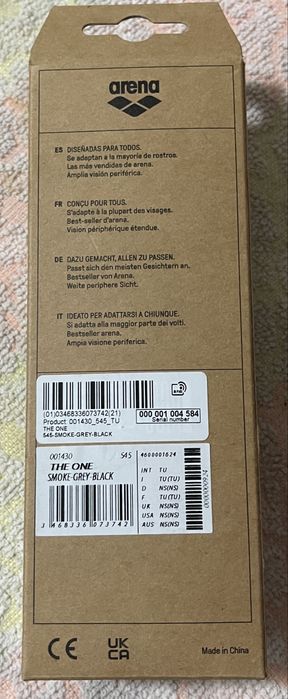 arena
ES DISEÑADAS PARA TODOS.
Se adaptan a la mayoría de rostros.
Las más vendidas de arena.
Amplia visión periférica.
FR CONÇU POUR TOUS.
S'adapte à la plupart des visages.
Best-seller d'arena.
Vision périphérique étendue.
DE DAZU GEMACHT, ALLEN ZU PASSEN.
Passt sich den meisten Gesichtern an.
Bestseller von Arena.
Weite periphere Sicht.
IT IDEATO PER ADATTARSI A CHIUNQUE.
Si adatta alla maggior parte dei volti.
Bestseller arena.
Ampia visione periferica.
(01)03468336073742(21)
Product 001430_545_TU
THE ONE
545-SMOKE-GREY-BLACK
000 001 004 584
Serial number
001430 545
THE ONE
SMOKE-GREY-BLACK
3 468336 073742
4600001624
INT TU
I TU(TU)
D NS(NS)
F TU(TU)
UK NS(NS)
USA NS(NS)
AUS NS(NS)
0000000924
CE
UK
CA
Made in China